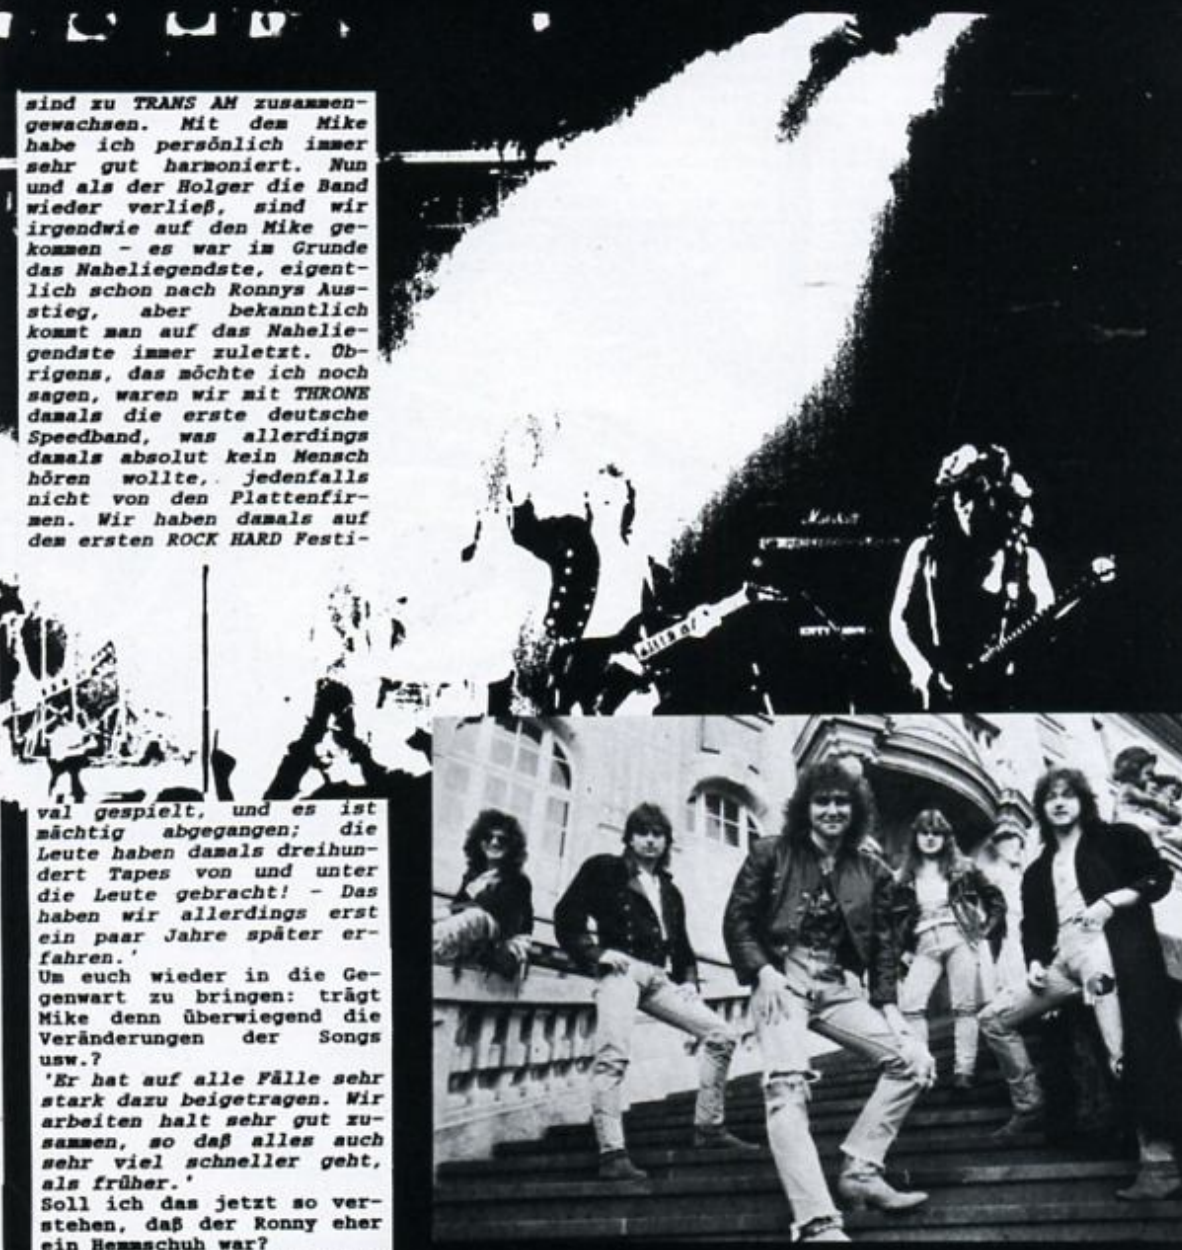 sind zu TRANS AM zusammen-
gewachsen. Mit dem Mike
habe ich persönlich immer
sehr gut harmoniert. Nun
und als der Holger die Band
wieder verließ, sind wir
irgendwie auf den Mike ge-
kommen - es war im Grunde
das Naheliegendste, eigent-
lich schon nach Ronnys Aus-
stieg, aber bekanntlich
kommt man auf das Nahelie-
gendste immer zuletzt. Üb-
rigens, das möchte ich noch
sagen, waren wir mit THRONE
damals die erste deutsche
Speedband, was allerdings
damals absolut kein Mensch
hören wollte, jedenfalls
nicht von den Plattenfir-
men. Wir haben damals auf
dem ersten ROCK HARD Festi-
val gespielt, und es ist
mächtig abgegangen; die
Leute haben damals dreihun-
dert Tapes von und unter
die Leute gebracht! - Das
haben wir allerdings erst
ein paar Jahre später er-
fahren.'
Um euch wieder in die Ge-
genwart zu bringen: trägt
Mike denn überwiegend die
Veränderungen der Songs
usw.?
'Er hat auf alle Fälle sehr
stark dazu beigetragen. Wir
arbeiten halt sehr gut zu-
sammen, so daß alles auch
sehr viel schneller geht,
als früher.'
Soll ich das jetzt so ver-
stehen, daß der Ronny eher
ein Hemmschuh war?
Marshall